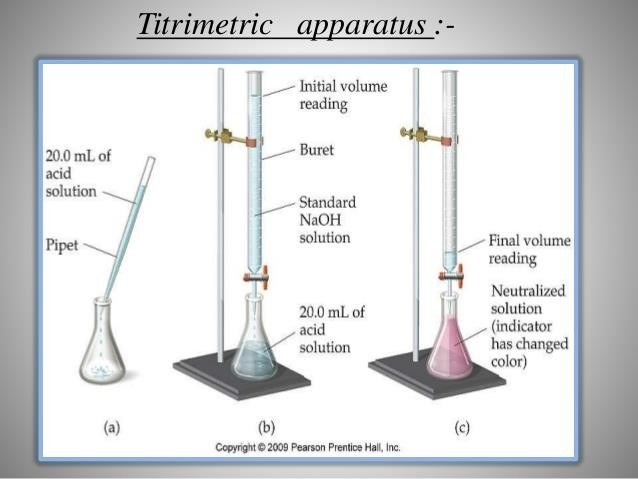 Titrimetric apparatus :-
20.0 mL of
acid
solution
Pipet
(a)
Initial volume
reading
Buret
Standard
NaOH
solution
20.0 mL of
acid
solution
(b)
Final volume
reading
Neutralized
solution
(indicator
has changed
color)
(c)
Copyright © 2009 Pearson Prentice Hall, Inc.